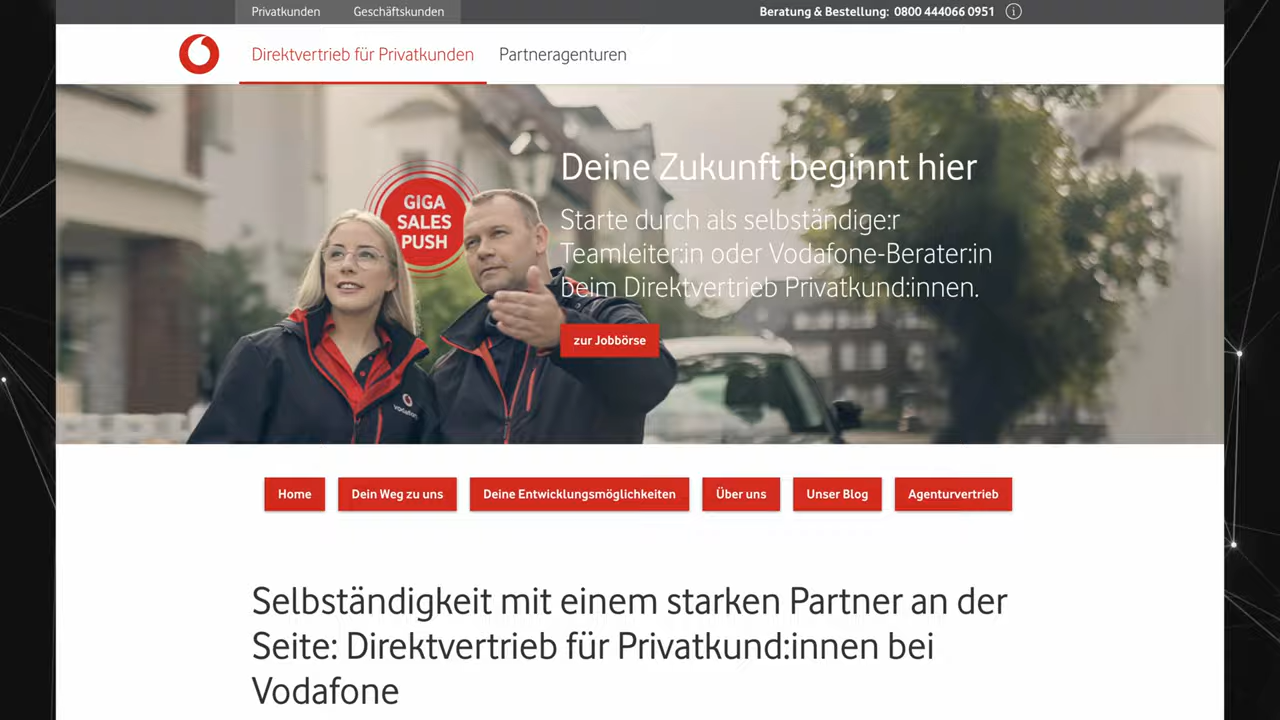 Privatkunden Geschäftskunden Beratung & Bestellung: 0800 444066 0951
Direktvertrieb für Privatkunden Partneragenturen
Deine Zukunft beginnt hier
GIGA
SALES
PUSH
Starte durch als selbständige:r
Teamleiter:in oder Vodafone-Berater:in
beim Direktvertrieb Privatkund:innen.
zur Jobbörse
vodafone
Home Dein Weg zu uns Deine Entwicklungsmöglichkeiten Über uns Unser Blog Agenturvertrieb
Selbständigkeit mit einem starken Partner an der
Seite: Direktvertrieb für Privatkund:innen bei
Vodafone